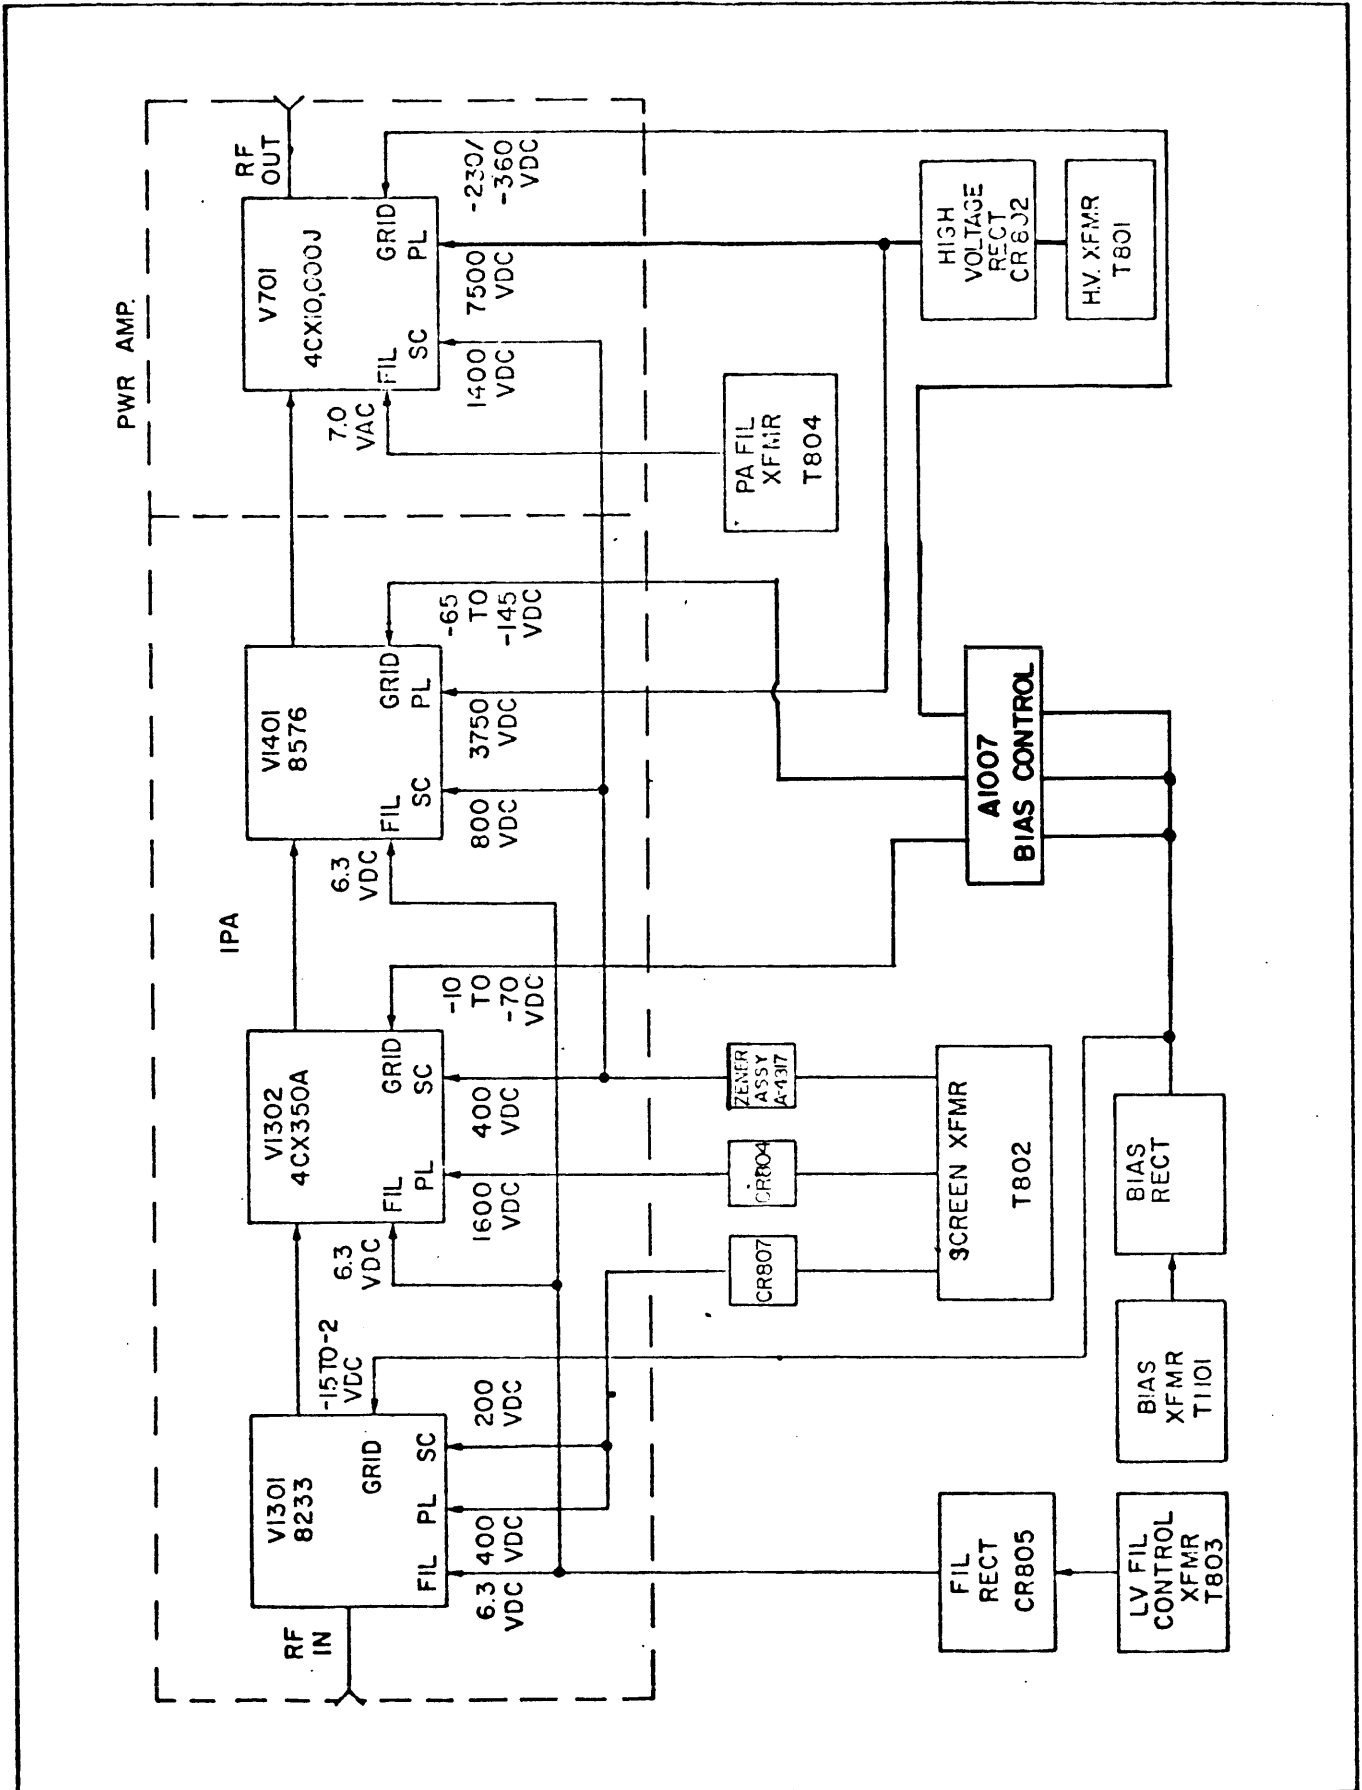 PWR AMP.
IPA
RF
IN
V1301
8233
GRID
FIL
PL
SC
6.3
VDC
400
VDC
200
VDC
-15TO-2
VDC
V1302
4CX350A
FIL
PL
GRID
SC
6.3
VDC
1600
VDC
400
VDC
-10
TO
-70
VDC
V1401
8576
FIL
SC
GRID
PL
6.3
VDC
800
VDC
3750
VDC
-65
TO
-145
VDC
V701
4CX10,000J
FIL
SC
GRID
PL
7.0
VAC
1400
VDC
7500
VDC
-230/
-360
VDC
RF
OUT
CR807
CR804
ZENER
ASSY
A-4317
PA FIL
XFMR
T804
FIL
RECT
CR805
SCREEN XFMR
T802
A1007
BIAS CONTROL
HIGH
VOLTAGE
RECT
CR802
H.V. XFMR
T801
LV FIL
CONTROL
XFMR
T803
BIAS
XFMR
T1101
BIAS
RECT